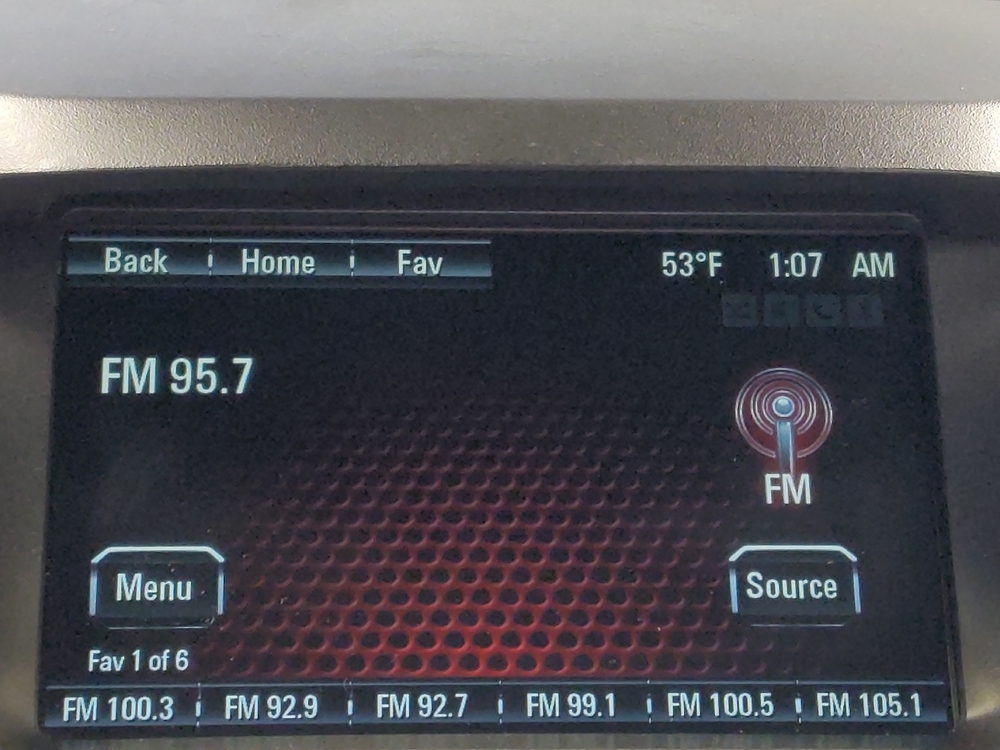 Back Home Fav 53°F 1:07 AM
FM 95.7
FM
Menu Source
Fav 1 of 6
FM 100.3 FM 92.9 FM 92.7 FM 99.1 FM 100.5 FM 105.1